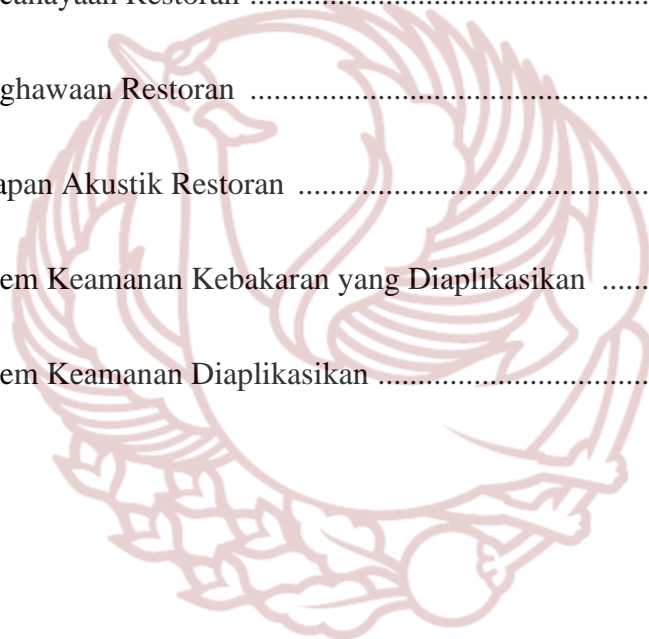 cahayaan Restoran ............................................
ghawaan Restoran ............................................
apan Akustik Restoran .......................................
em Keamanan Kebakaran yang Diaplikasikan ......
em Keamanan Diaplikasikan ..............................